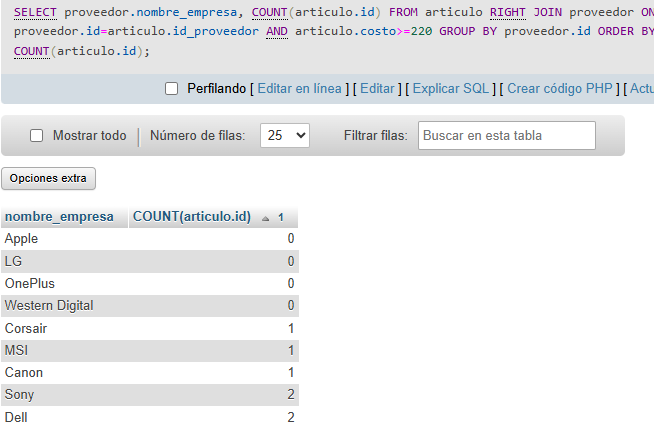 SELECT proveedor.nombre_empresa, COUNT(articulo.id) FROM articulo RIGHT JOIN proveedor ON
proveedor.id=articulo.id_proveedor AND articulo.costo>=220 GROUP BY proveedor.id ORDER BY
COUNT(articulo.id);
Perfilando [ Editar en línea ] [ Editar ] [ Explicar SQL ] [ Crear código PHP ] [ Actu
Mostrar todo | Número de filas: 25 Filtrar filas: Buscar en esta tabla
Opciones extra
nombre_empresa COUNT(articulo.id) 1
Apple 0
LG 0
OnePlus 0
Western Digital 0
Corsair 1
MSI 1
Canon 1
Sony 2
Dell 2